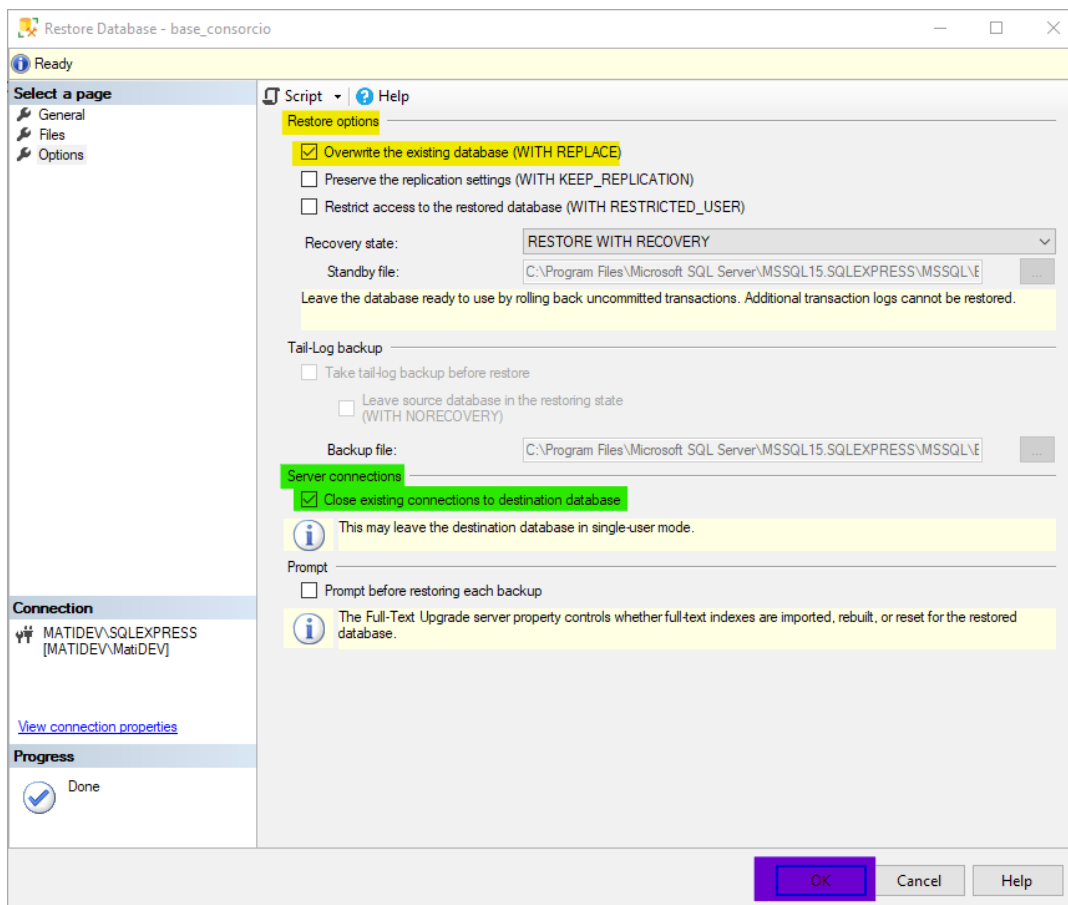 Restore Database - base_consorcio
Ready
Select a page
General
Files
Options
Script
Help
Restore options
Overwrite the existing database (WITH REPLACE)
Preserve the replication settings (WITH KEEP_REPLICATION)
Restrict access to the restored database (WITH RESTRICTED_USER)
Recovery state: RESTORE WITH RECOVERY
Standby file: C:\Program Files\Microsoft SQL Server\MSSQL15.SQLEXPRESS\MSSQL\E ...
Leave the database ready to use by rolling back uncommitted transactions. Additional transaction logs cannot be restored.
Tail-Log backup
Take tail-log backup before restore
Leave source database in the restoring state
(WITH NORECOVERY)
Backup file: C:\Program Files\Microsoft SQL Server\MSSQL15.SQLEXPRESS\MSSQL\E ...
Server connections
Close existing connections to destination database
This may leave the destination database in single-user mode.
Prompt
Prompt before restoring each backup
The Full-Text Upgrade server property controls whether full-text indexes are imported, rebuilt, or reset for the restored
database.
Connection
MATIDEV\SQLEXPRESS
[MATIDEV\MatiDEV]
View connection properties
Progress
Done
OK Cancel Help